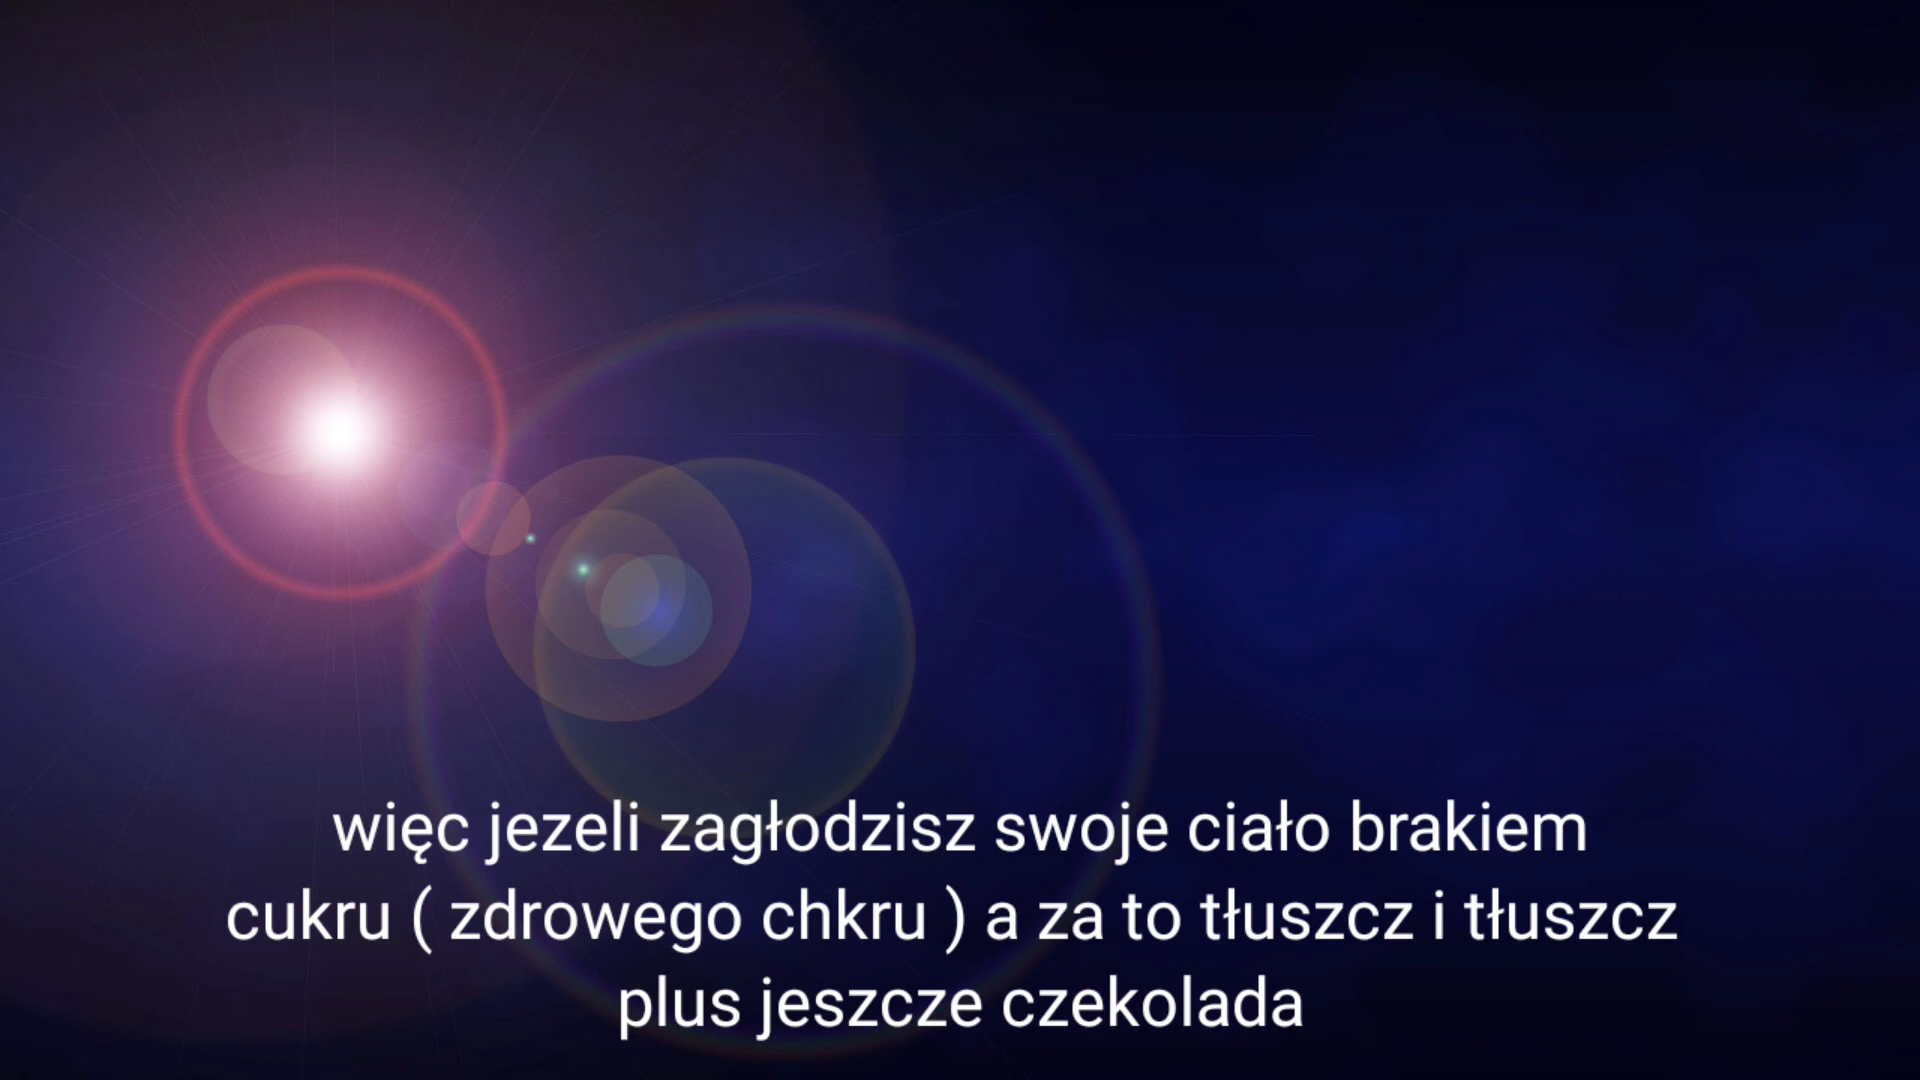 więc jezeli zagłodzisz swoje ciało brakiem
cukru ( zdrowego chkru ) a za to tłuszcz i tłuszcz
plus jeszcze czekolada